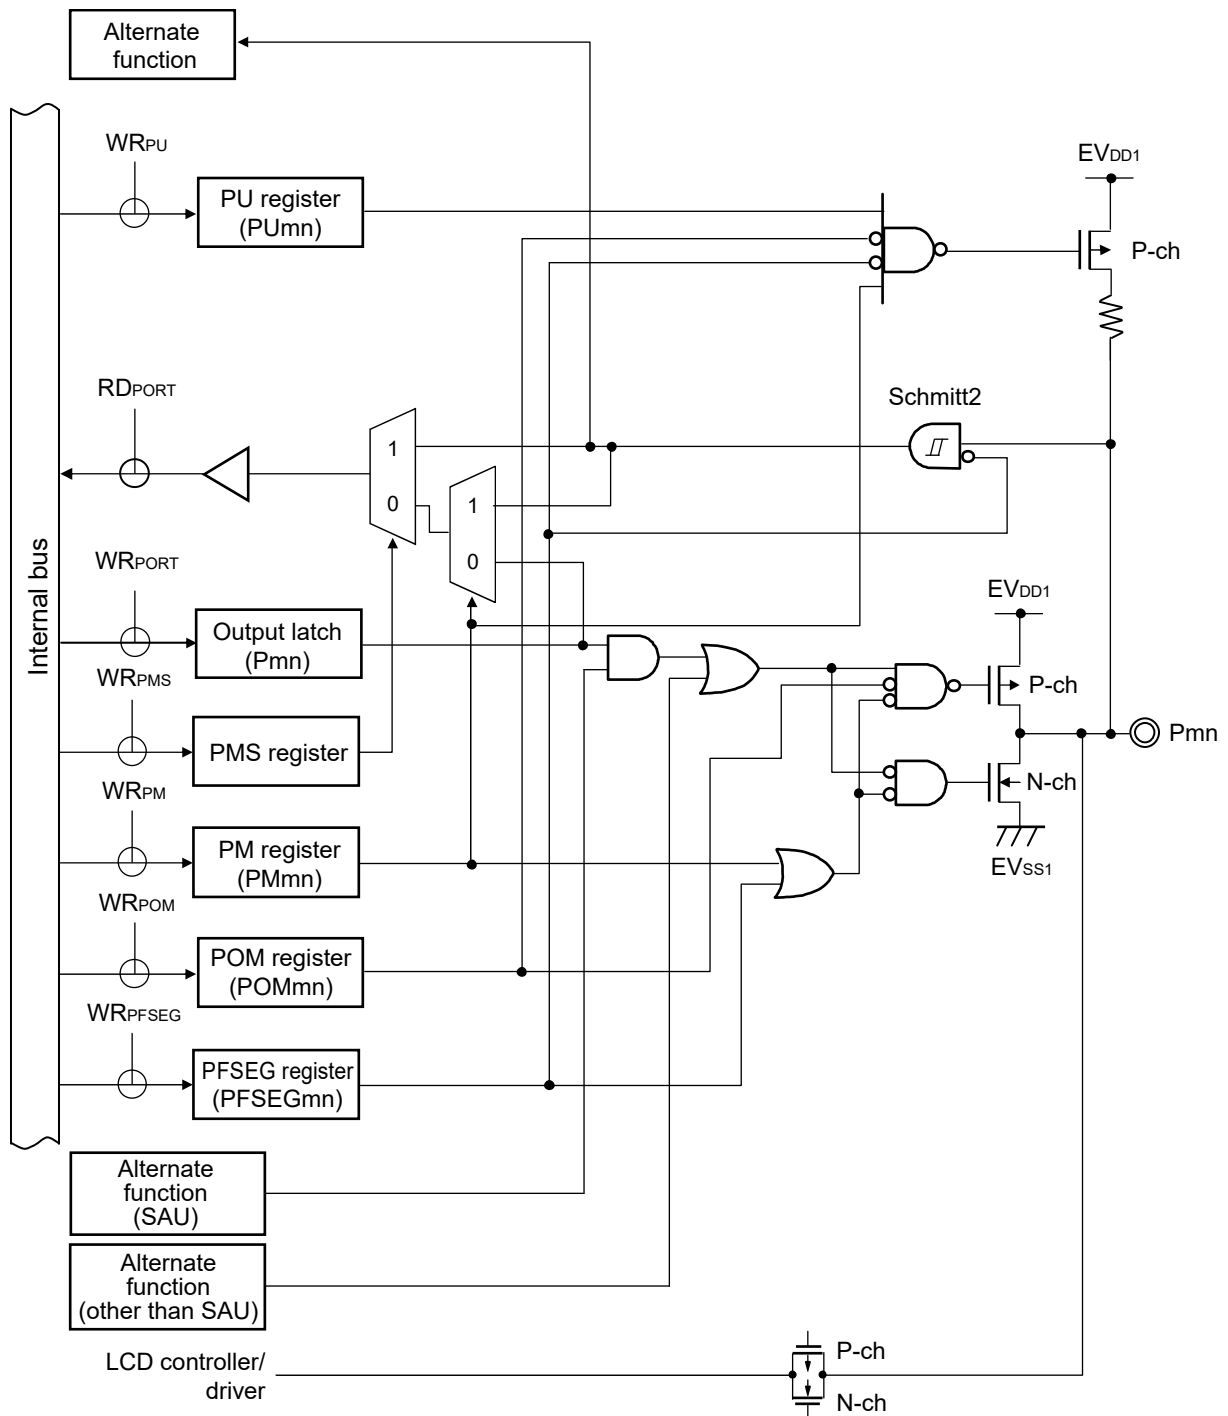 Alternate
function
WRPU
PU register
(PUmn)
EVDD1
P-ch
RDPORT
Schmitt2
1
0
1
0
Internal bus
WRPORT
Output latch
(Pmn)
EVDD1
P-ch
WRPMS
PMS register
Pmn
N-ch
EVSS1
WRPM
PM register
(PMmn)
WRPOM
POM register
(POMmn)
WRPFSEG
PFSEG register
(PFSEGmn)
Alternate
function
(SAU)
Alternate
function
(other than SAU)
LCD controller/
driver
P-ch
N-ch